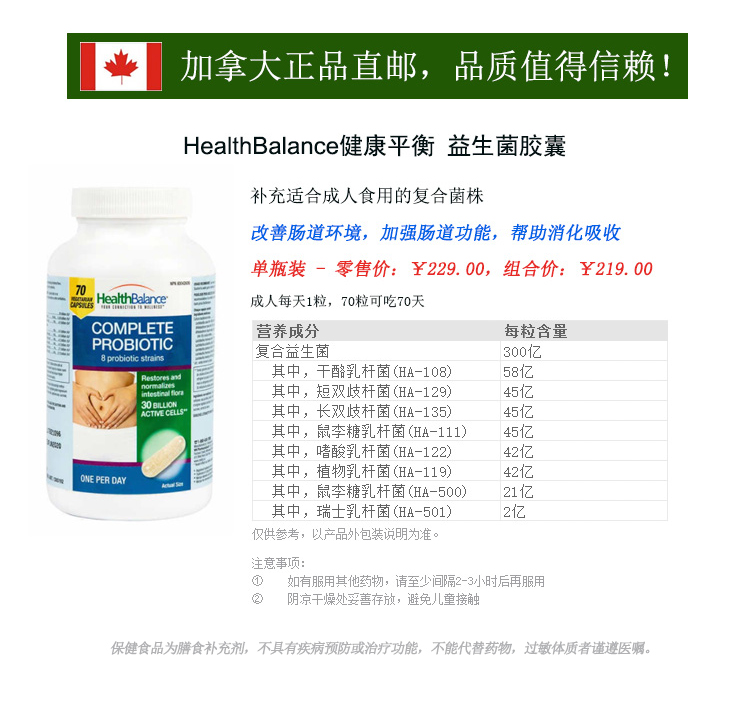 加拿大正品直邮，品质值得信赖！
HealthBalance健康平衡 益生菌胶囊
补充适合成人食用的复合菌株
改善肠道环境，加强肠道功能，帮助消化吸收
单瓶装 - 零售价：￥229.00，组合价：￥219.00
成人每天1粒，70粒可吃70天
营养成分 每粒含量
复合益生菌 300亿
其中，干酪乳杆菌(HA-108) 58亿
其中，短双歧杆菌(HA-129) 45亿
其中，长双歧杆菌(HA-135) 45亿
其中，鼠李糖乳杆菌(HA-111) 45亿
其中，嗜酸乳杆菌(HA-122) 42亿
其中，植物乳杆菌(HA-119) 42亿
其中，鼠李糖乳杆菌(HA-500) 21亿
其中，瑞士乳杆菌(HA-501) 2亿
仅供参考，以产品外包装说明为准。
注意事项：
① 如有服用其他药物，请至少间隔2-3小时后再服用
② 阴凉干燥处妥善存放，避免儿童接触
保健食品为膳食补充剂，不具有疾病预防或治疗功能，不能代替药物，过敏体质者谨遵医嘱。
70
VEGETARIAN
CAPSULES
HealthBalance
YOUR CONNECTION TO WELLNESS
COMPLETE
PROBIOTIC
8 probiotic strains
Restores and
normalizes
intestinal flora
30 BILLION
ACTIVE CELLS**
ONE PER DAY
Actual Size